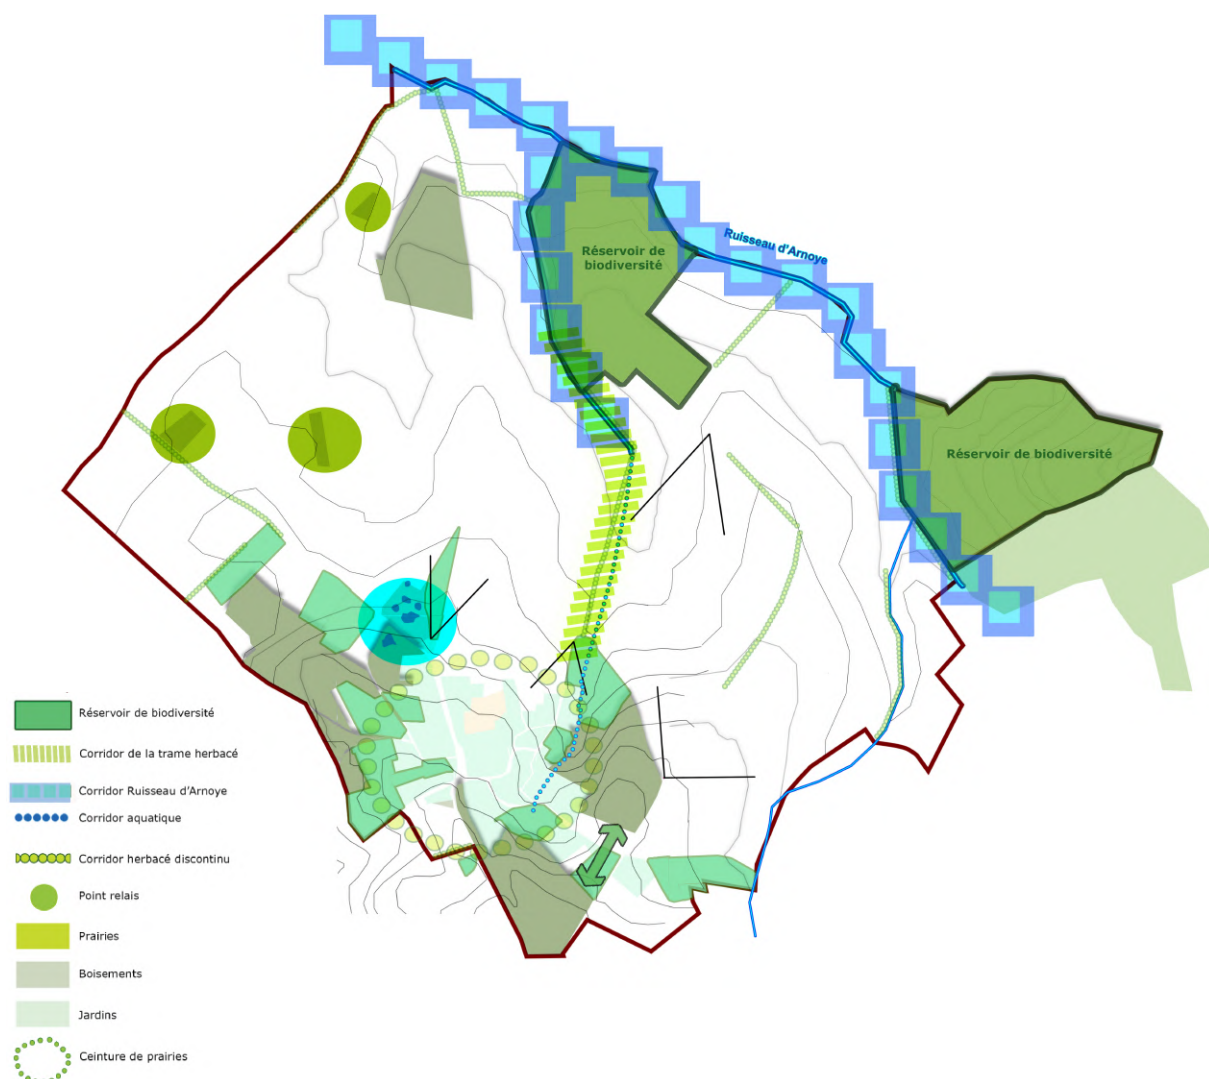 Ruisseau d'Arnoye
Réservoir de
biodiversité
Réservoir de biodiversité
Réservoir de biodiversité
Corridor de la trame herbacé
Corridor Ruisseau d'Arnoye
Corridor aquatique
Corridor herbacé discontinu
Point relais
Prairies
Boisements
Jardins
Ceinture de prairies